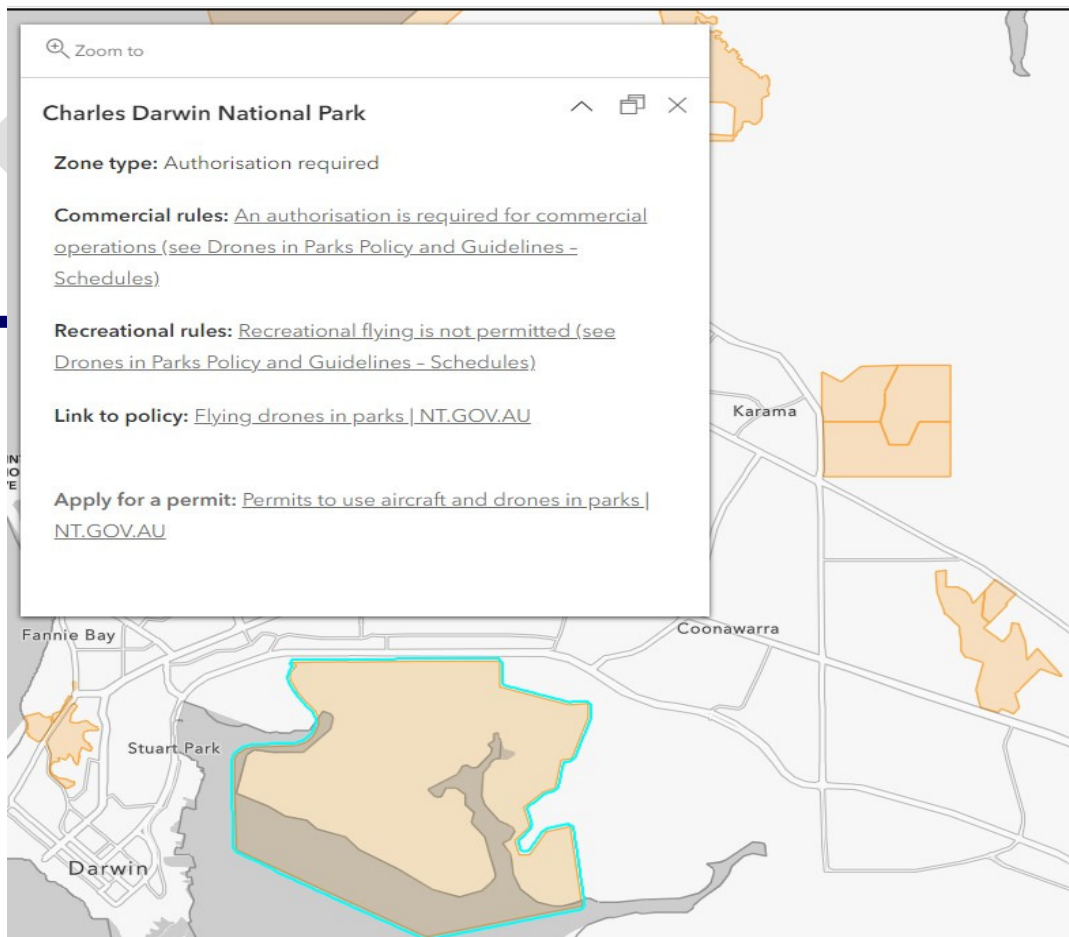 Zoom to
Charles Darwin National Park
Zone type: Authorisation required
Commercial rules: An authorisation is required for commercial
operations (see Drones in Parks Policy and Guidelines –
Schedules)
Recreational rules: Recreational flying is not permitted (see
Drones in Parks Policy and Guidelines – Schedules)
Link to policy: Flying drones in parks | NT.GOV.AU
Apply for a permit: Permits to use aircraft and drones in parks |
NT.GOV.AU
Karama
Fannie Bay
Coonawarra
Stuart Park
Darwin